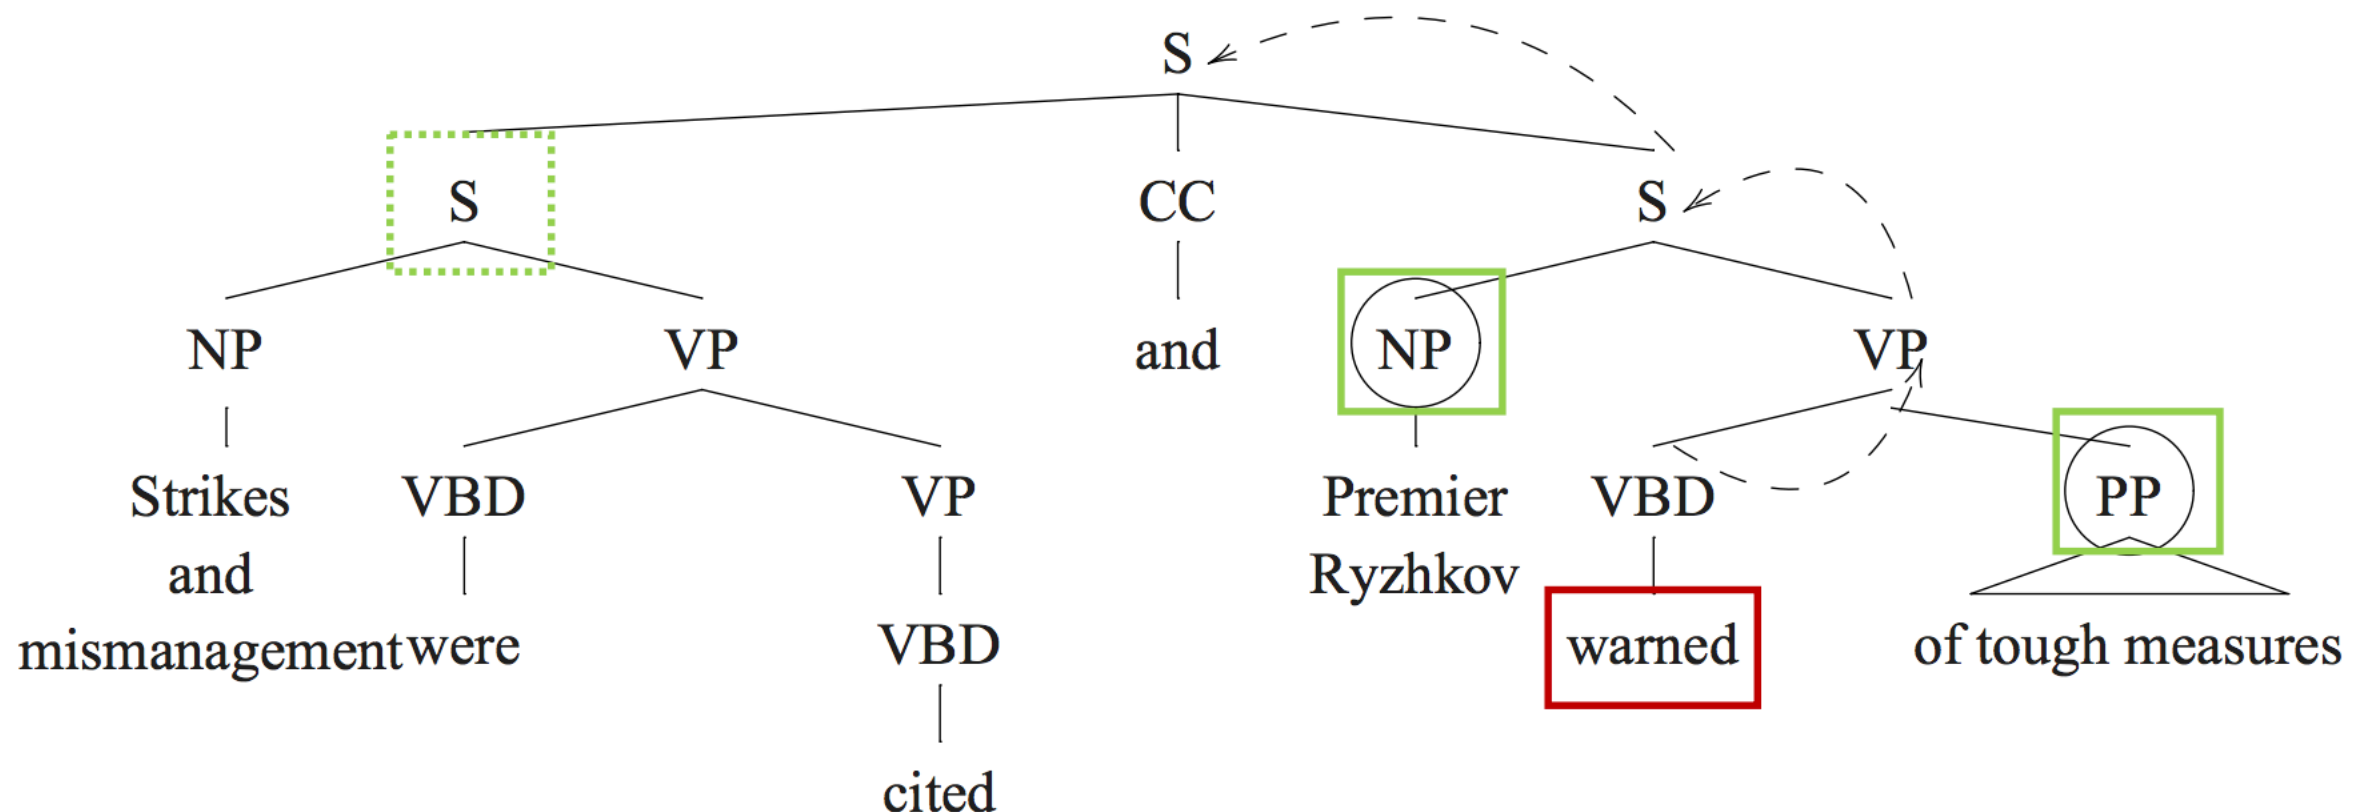 S
S CC S
NP VP and NP VP
Strikes VBD VP Premier VBD PP
and Ryzhkov
mismanagement were VBD warned of tough measures
cited